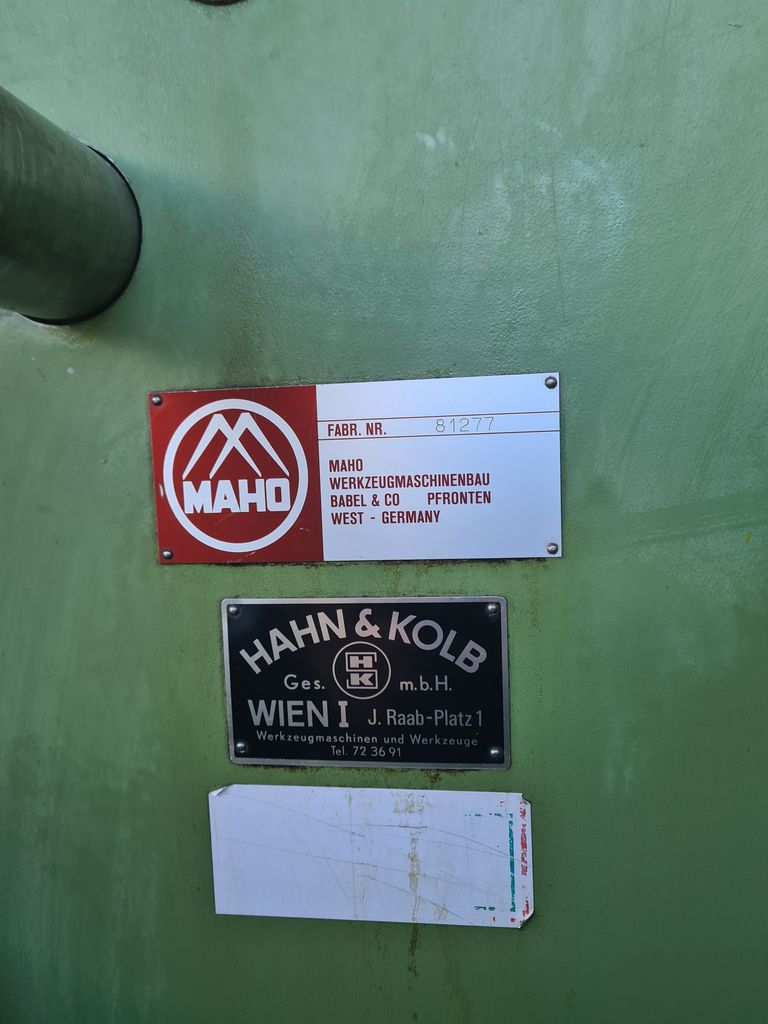 MAHO
FABR. NR. 81277
MAHO
WERKZEUGMASCHINENBAU
BABEL & CO PFRONTEN
WEST - GERMANY
HAHN & KOLB
H
K
Ges. m.b.H.
WIEN I J. Raab-Platz 1
Werkzeugmaschinen und Werkzeuge
Tel. 72 36 91